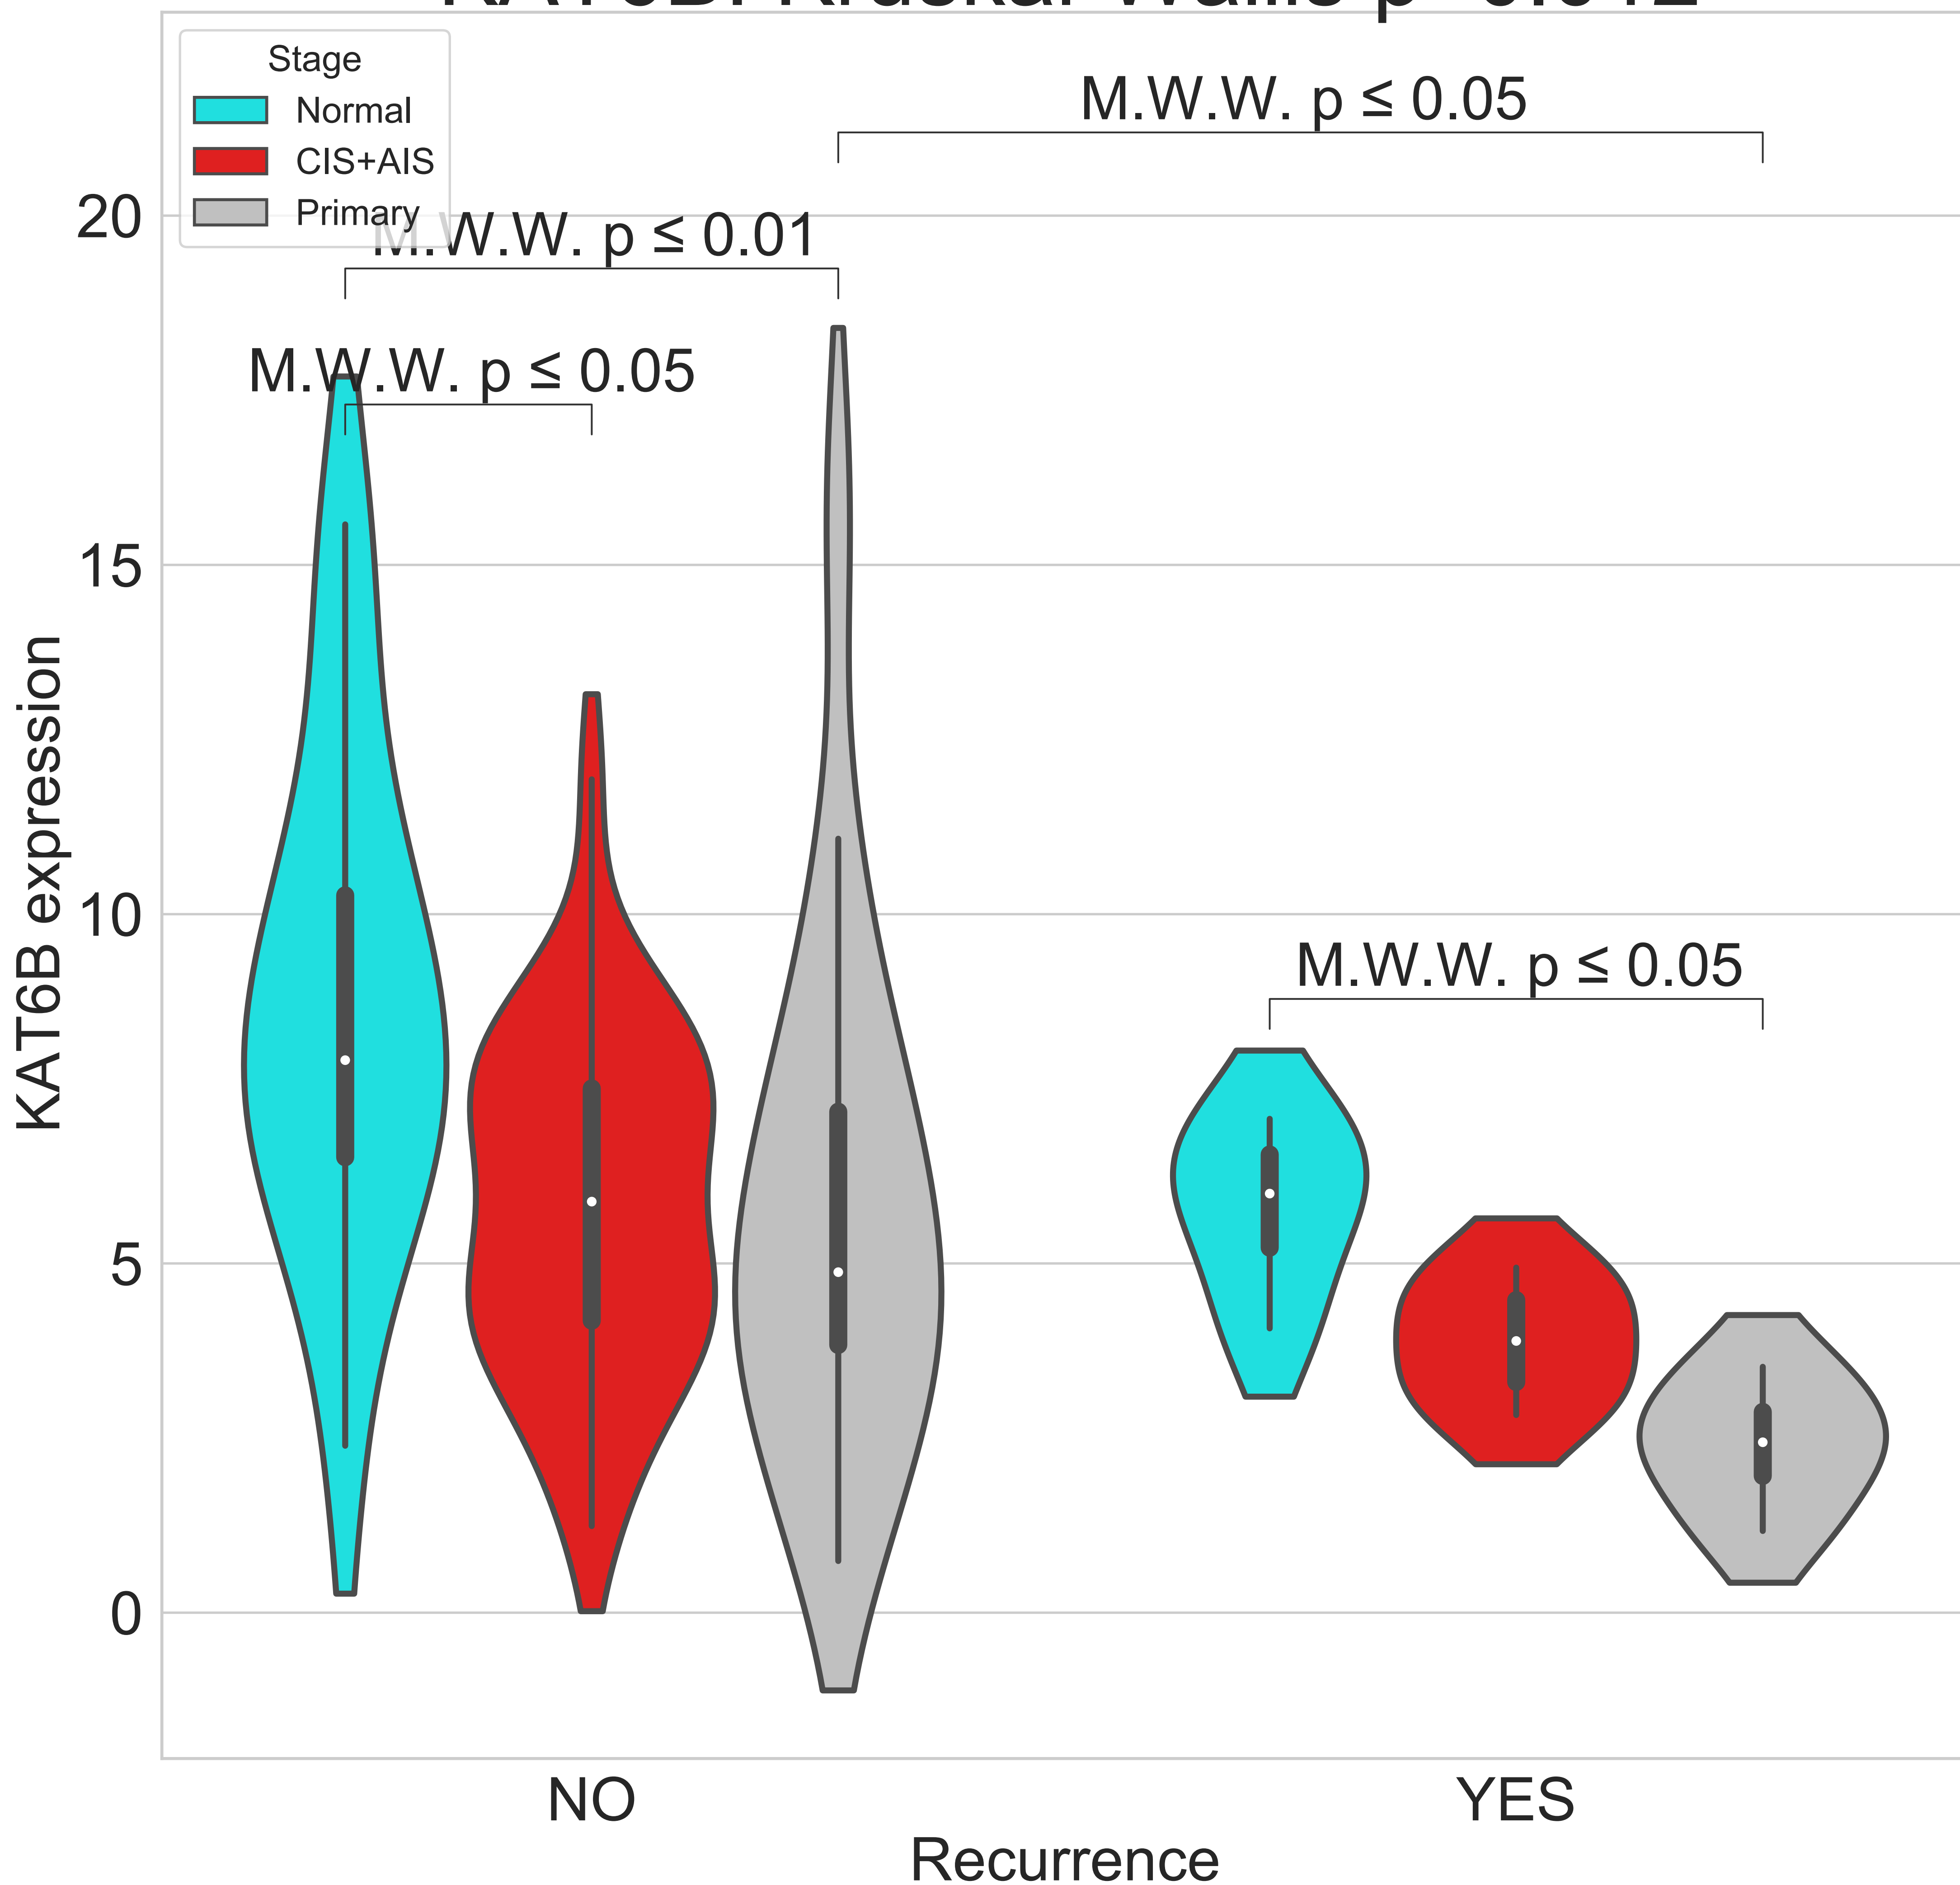 Stage
Normal
CIS+AIS
Primary
M.W.W. p ≤ 0.05
M.W.W. p ≤ 0.01
M.W.W. p ≤ 0.05
M.W.W. p ≤ 0.05
20
15
10
5
0
KAT6B expression
NO
YES
Recurrence